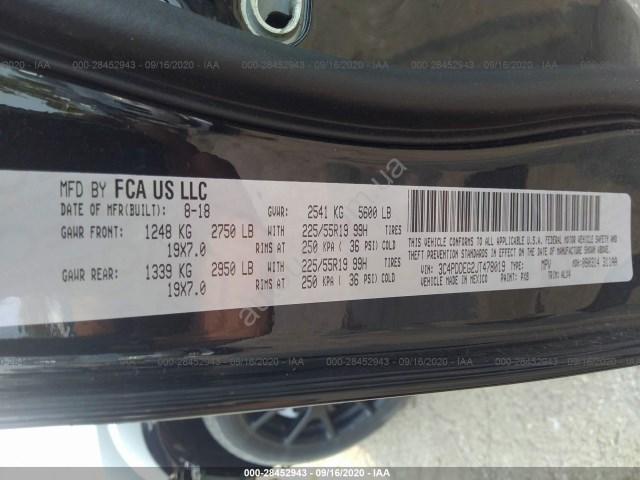 000-28452943 - 09/16/2020 - IAA
MFD BY FCA US LLC
DATE OF MFR(BUILT): 8-18
GVWR: 2541 KG 5600 LB
GAWR FRONT: 1248 KG 2750 LB WITH 225/55R19 99H TIRES
19X7.0 RIMS AT 250 KPA ( 36 PSI) COLD
GAWR REAR: 1339 KG 2950 LB WITH 225/55R19 99H TIRES
19X7.0 RIMS AT 250 KPA ( 36 PSI) COLD
THIS VEHICLE CONFORMS TO ALL APPLICABLE U.S.A. FEDERAL MOTOR VEHICLE SAFETY AND
THEFT PREVENTION STANDARDS IN EFFECT ON THE DATE OF MANUFACTURE SHOWN ABOVE.
VIN: 3C4PDDEG2JT478019 TYPE: MPV
VEHICLE MADE IN MEXICO PAINT: PX8 TRIM: ALX9
000-28452943 - 09/16/2020 - IAA